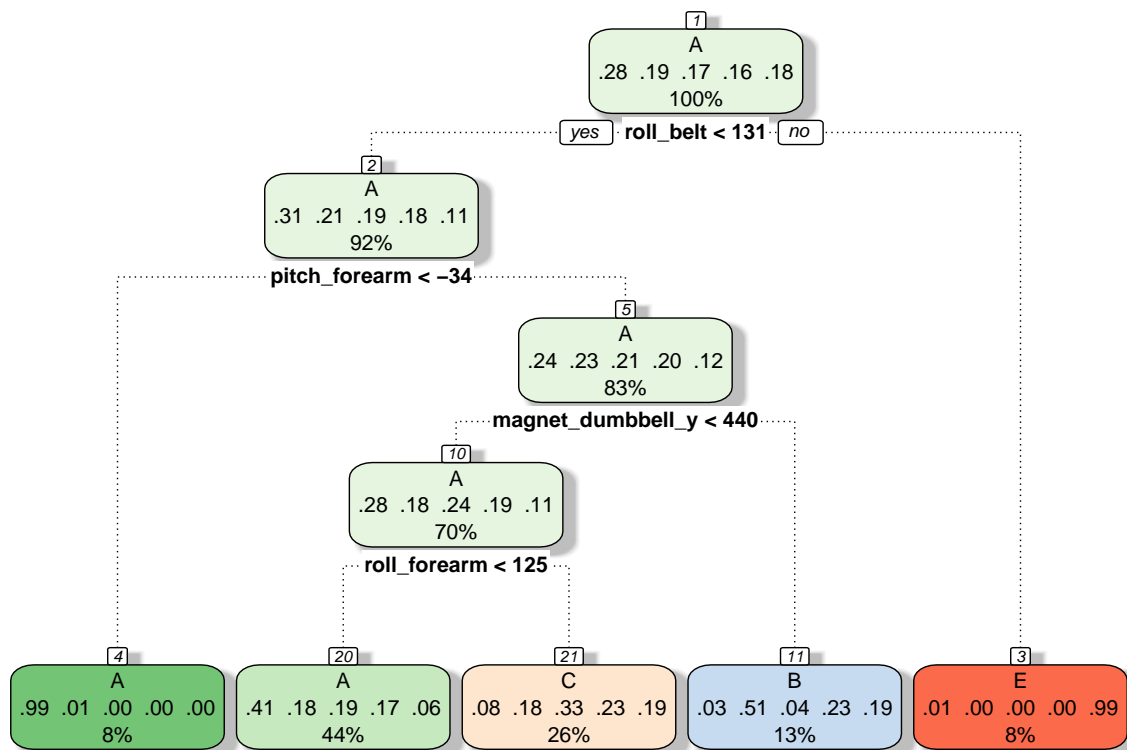 1
A
.28 .19 .17 .16 .18
100%
yes roll_belt < 131 no
2
A
.31 .21 .19 .18 .11
92%
pitch_forearm < −34
5
A
.24 .23 .21 .20 .12
83%
magnet_dumbbell_y < 440
10
A
.28 .18 .24 .19 .11
70%
roll_forearm < 125
4
A
.99 .01 .00 .00 .00
8%
20
A
.41 .18 .19 .17 .06
44%
21
C
.08 .18 .33 .23 .19
26%
11
B
.03 .51 .04 .23 .19
13%
3
E
.01 .00 .00 .00 .99
8%